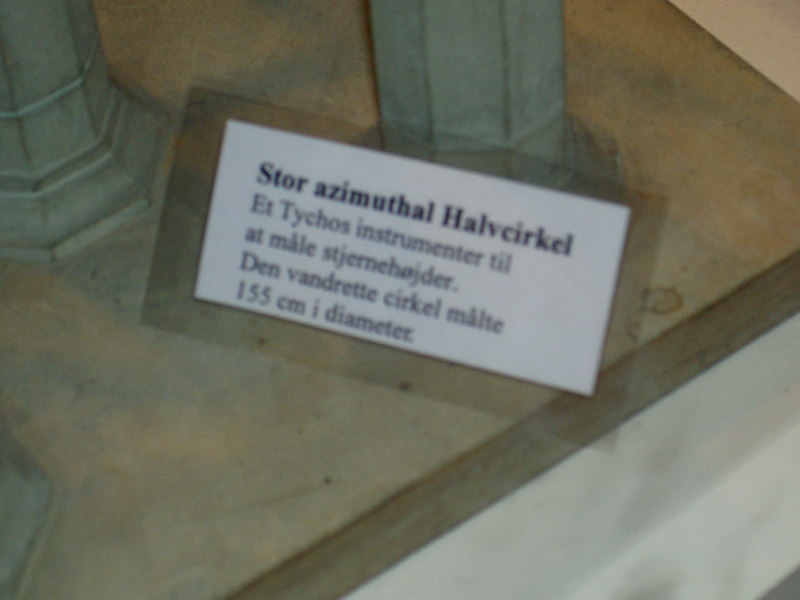 Stor azimuthal Halvcirkel
Et Tychos instrumenter til
at måle stjernehøjder.
Den vandrette cirkel målte
155 cm i diameter.